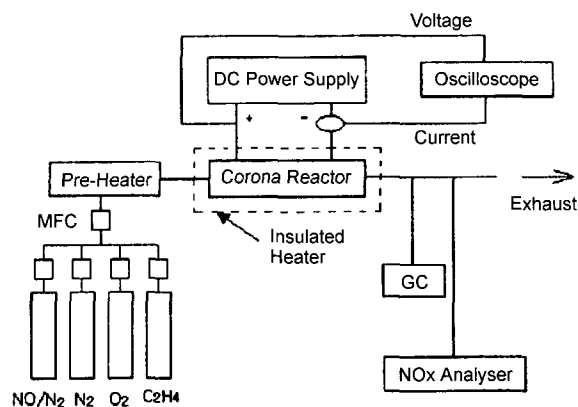 Voltage
DC Power Supply
Oscilloscope
+
-
Current
Pre-Heater
Corona Reactor
MFC
Insulated
Heater
Exhaust
GC
NOx Analyser
NO/N2 N2 O2 C2H4